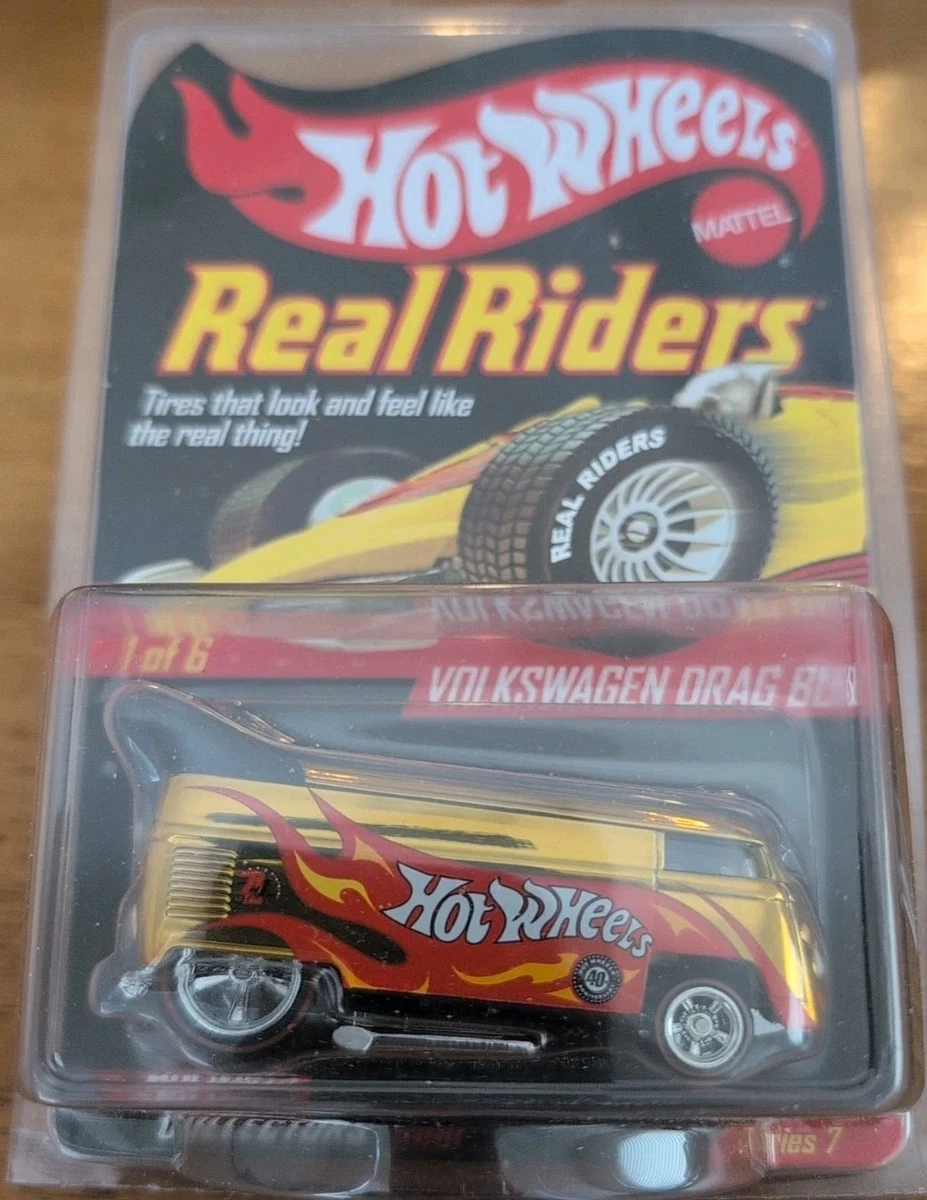 Hot Wheels
MATTEL
Real Riders
Tires that look and feel like
the real thing!
REAL RIDERS
1 of 6
VOLKSWAGEN DRAG BU
Hot Wheels
40
Series 7